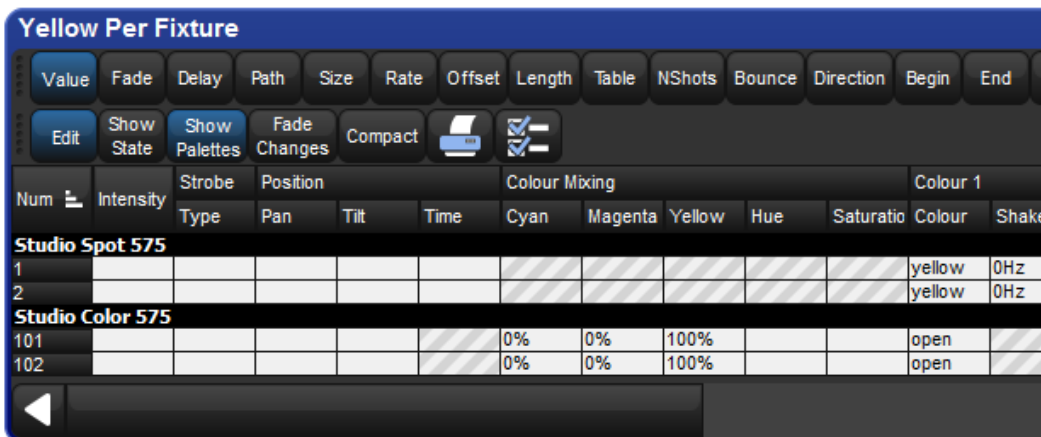 Yellow Per Fixture
Value Fade Delay Path Size Rate Offset Length Table NShots Bounce Direction Begin End
Edit Show State Show Palettes Fade Changes Compact
Num Intensity Strobe Position Colour Mixing Colour 1
Type Pan Tilt Time Cyan Magenta Yellow Hue Saturatio Colour Shake
Studio Spot 575
1 yellow 0Hz
2 yellow 0Hz
Studio Color 575
101 0% 0% 100% open
102 0% 0% 100% open